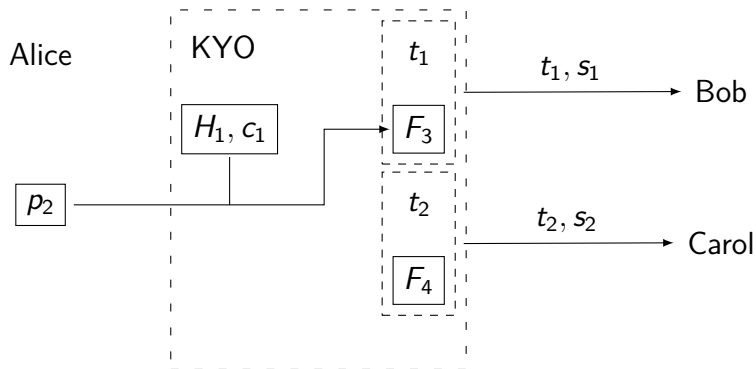 Alice
KYO
t₁
t₁, s₁
Bob
H₁, c₁
F₃
p₂
t₂
t₂, s₂
Carol
F₄